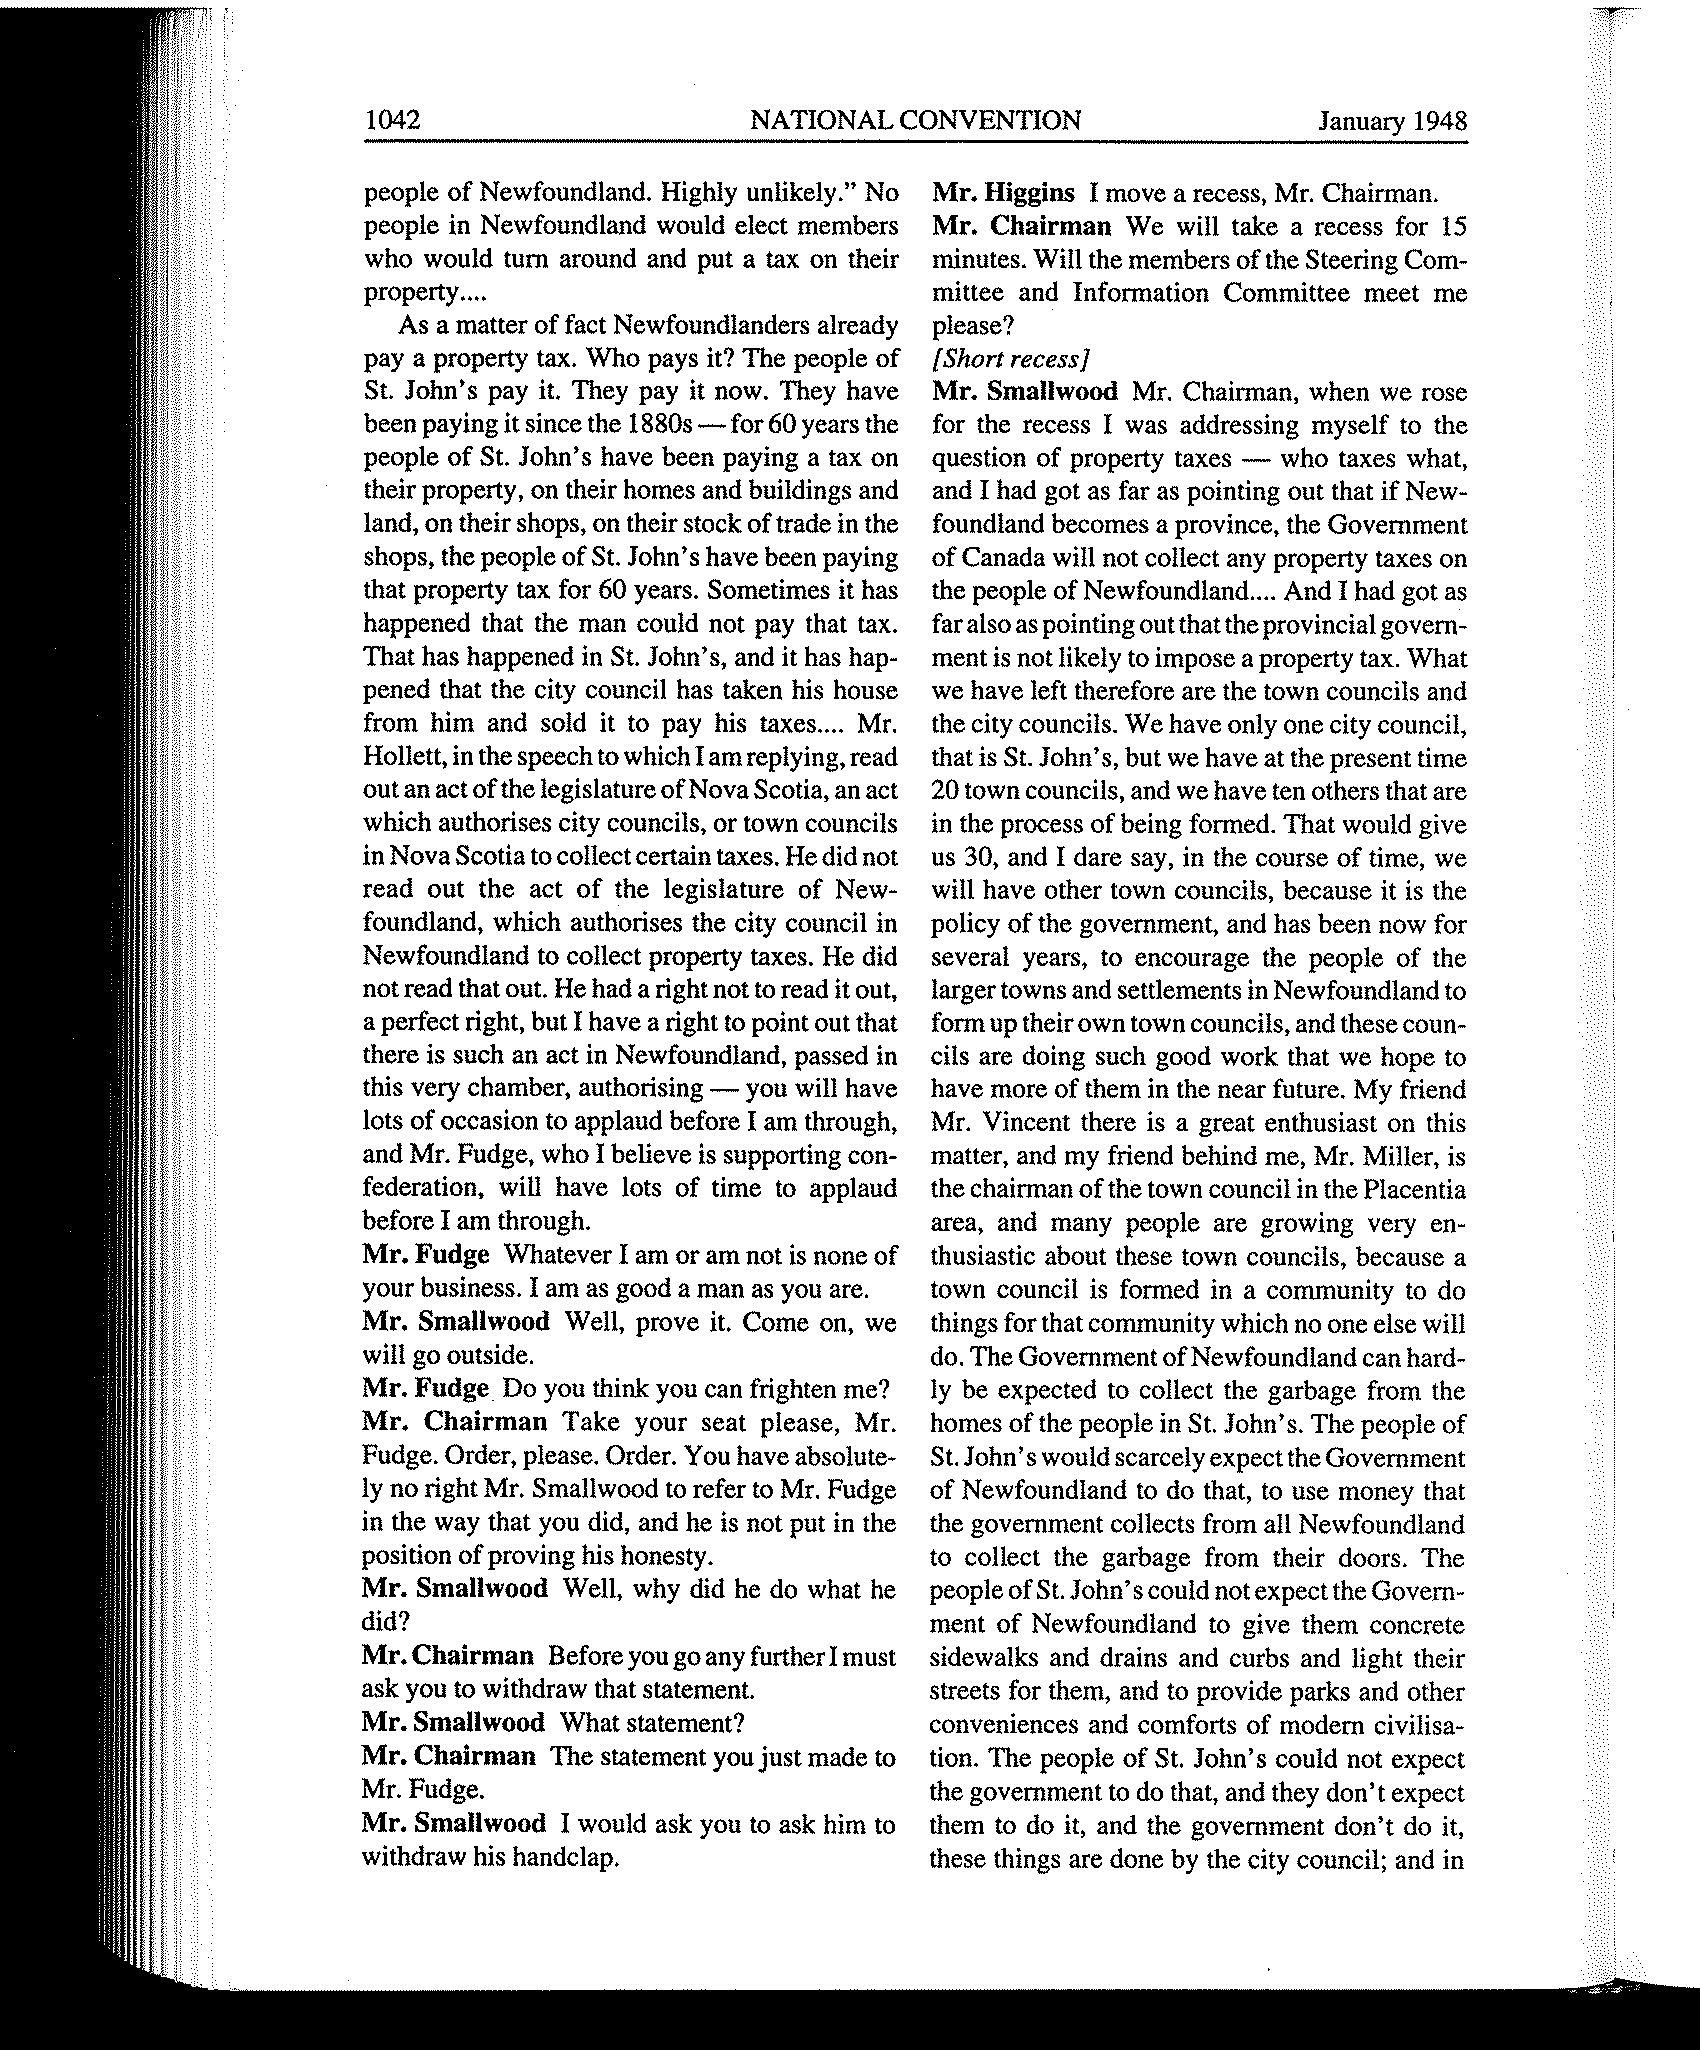 1042 NATIONAL CONVENTION January 1948
people of Newfoundland. Highly unlikely." No
people in Newfoundland would elect members
who would turn around and put a tax on their
property....
As a matter of fact Newfoundlanders already
pay a property tax. Who pays it? The people of
St. John's pay it. They pay it now. They have
been paying it since the 1880s — for 60 years the
people of St. John's have been paying a tax on
their property, on their homes and buildings and
land, on their shops, on their stock of trade in the
shops, the people of St. John's have been paying
that property tax for 60 years. Sometimes it has
happened that the man could not pay that tax.
That has happened in St. John's, and it has hap-
pened that the city council has taken his house
from him and sold it to pay his taxes.... Mr.
Hollett, in the speech to which I am replying, read
out an act of the legislature of Nova Scotia, an act
which authorises city councils, or town councils
in Nova Scotia to collect certain taxes. He did not
read out the act of the legislature of New-
foundland, which authorises the city council in
Newfoundland to collect property taxes. He did
not read that out. He had a right not to read it out,
a perfect right, but I have a right to point out that
there is such an act in Newfoundland, passed in
this very chamber, authorising — you will have
lots of occasion to applaud before I am through,
and Mr. Fudge, who I believe is supporting con-
federation, will have lots of time to applaud
before I am through.
Mr. Fudge Whatever I am or am not is none of
your business. I am as good a man as you are.
Mr. Smallwood Well, prove it. Come on, we
will go outside.
Mr. Fudge Do you think you can frighten me?
Mr. Chairman Take your seat please, Mr.
Fudge. Order, please. Order. You have absolute-
ly no right Mr. Smallwood to refer to Mr. Fudge
in the way that you did, and he is not put in the
position of proving his honesty.
Mr. Smallwood Well, why did he do what he
did?
Mr. Chairman Before you go any further I must
ask you to withdraw that statement.
Mr. Smallwood What statement?
Mr. Chairman The statement you just made to
Mr. Fudge.
Mr. Smallwood I would ask you to ask him to
withdraw his handclap.
Mr. Higgins I move a recess, Mr. Chairman.
Mr. Chairman We will take a recess for 15
minutes. Will the members of the Steering Com-
mittee and Information Committee meet me
please?
[Short recess]
Mr. Smallwood Mr. Chairman, when we rose
for the recess I was addressing myself to the
question of property taxes — who taxes what,
and I had got as far as pointing out that if New-
foundland becomes a province, the Government
of Canada will not collect any property taxes on
the people of Newfoundland.... And I had got as
far also as pointing out that the provincial govern-
ment is not likely to impose a property tax. What
we have left therefore are the town councils and
the city councils. We have only one city council,
that is St. John's, but we have at the present time
20 town councils, and we have ten others that are
in the process of being formed. That would give
us 30, and I dare say, in the course of time, we
will have other town councils, because it is the
policy of the government, and has been now for
several years, to encourage the people of the
larger towns and settlements in Newfoundland to
form up their own town councils, and these coun-
cils are doing such good work that we hope to
have more of them in the near future. My friend
Mr. Vincent there is a great enthusiast on this
matter, and my friend behind me, Mr. Miller, is
the chairman of the town council in the Placentia
area, and many people are growing very en-
thusiastic about these town councils, because a
town council is formed in a community to do
things for that community which no one else will
do. The Government of Newfoundland can hard-
ly be expected to collect the garbage from the
homes of the people in St. John's. The people of
St. John's would scarcely expect the Government
of Newfoundland to do that, to use money that
the government collects from all Newfoundland
to collect the garbage from their doors. The
people of St. John's could not expect the Govern-
ment of Newfoundland to give them concrete
sidewalks and drains and curbs and light their
streets for them, and to provide parks and other
conveniences and comforts of modern civilisa-
tion. The people of St. John's could not expect
the government to do that, and they don't expect
them to do it, and the government don't do it,
these things are done by the city council; and in